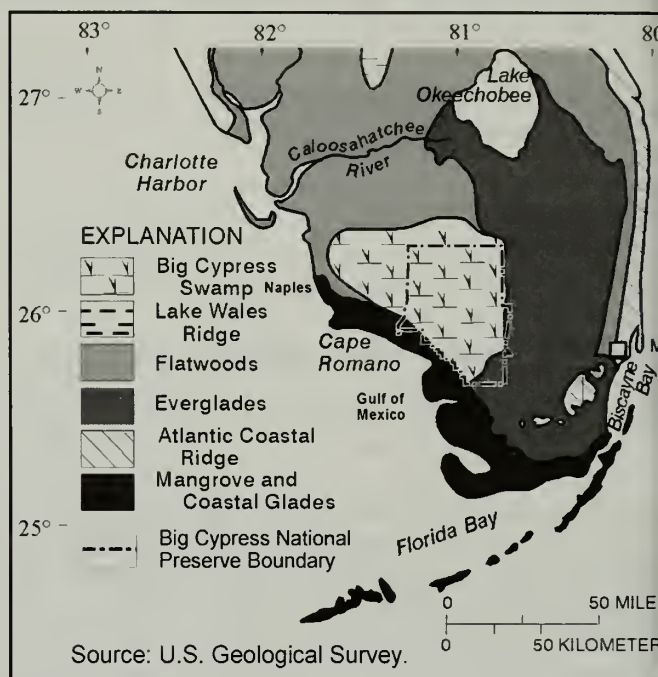 83°
82°
81°
80
N
W E
S
27°
Lake
Okeechobee
Caloosahatchee
River
Charlotte
Harbor
EXPLANATION
Big Cypress
Swamp
Naples
26°
Lake Wales
Ridge
Cape
Romano
Flatwoods
M
Everglades
Gulf of
Mexico
Biscayne
Bay
Atlantic Coastal
Ridge
Mangrove and
Coastal Glades
25°
Florida Bay
Big Cypress National
Preserve Boundary
0 50 MILE
0 50 KILOMETER
Source: U.S. Geological Survey.